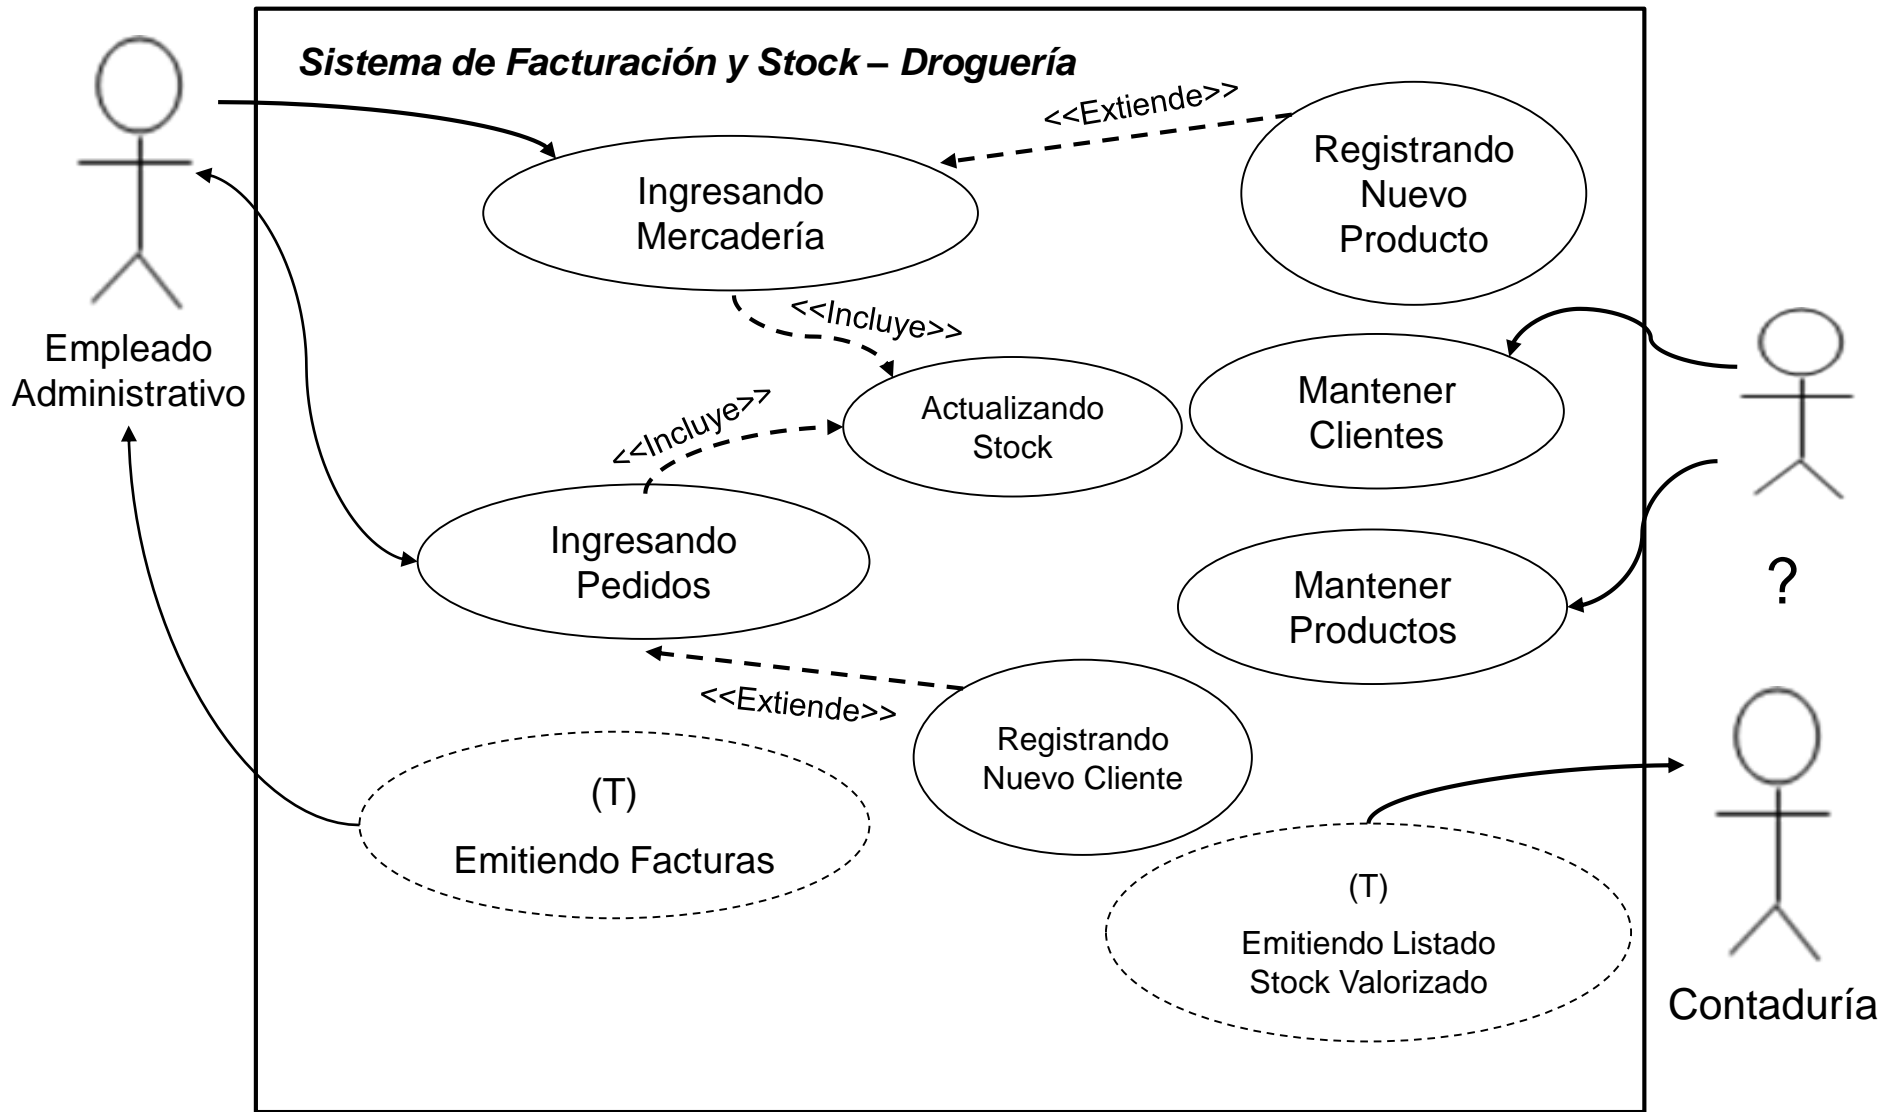 Sistema de Facturación y Stock – Droguería
<<Extiende>>
Registrando
Nuevo
Producto
Ingresando
Mercadería
<<Incluye>>
Empleado
Administrativo
Actualizando
Stock
Mantener
Clientes
<<Incluye>>
Ingresando
Pedidos
Mantener
Productos
?
<<Extiende>>
Registrando
Nuevo Cliente
(T)
Emitiendo Facturas
(T)
Emitiendo Listado
Stock Valorizado
Contaduría